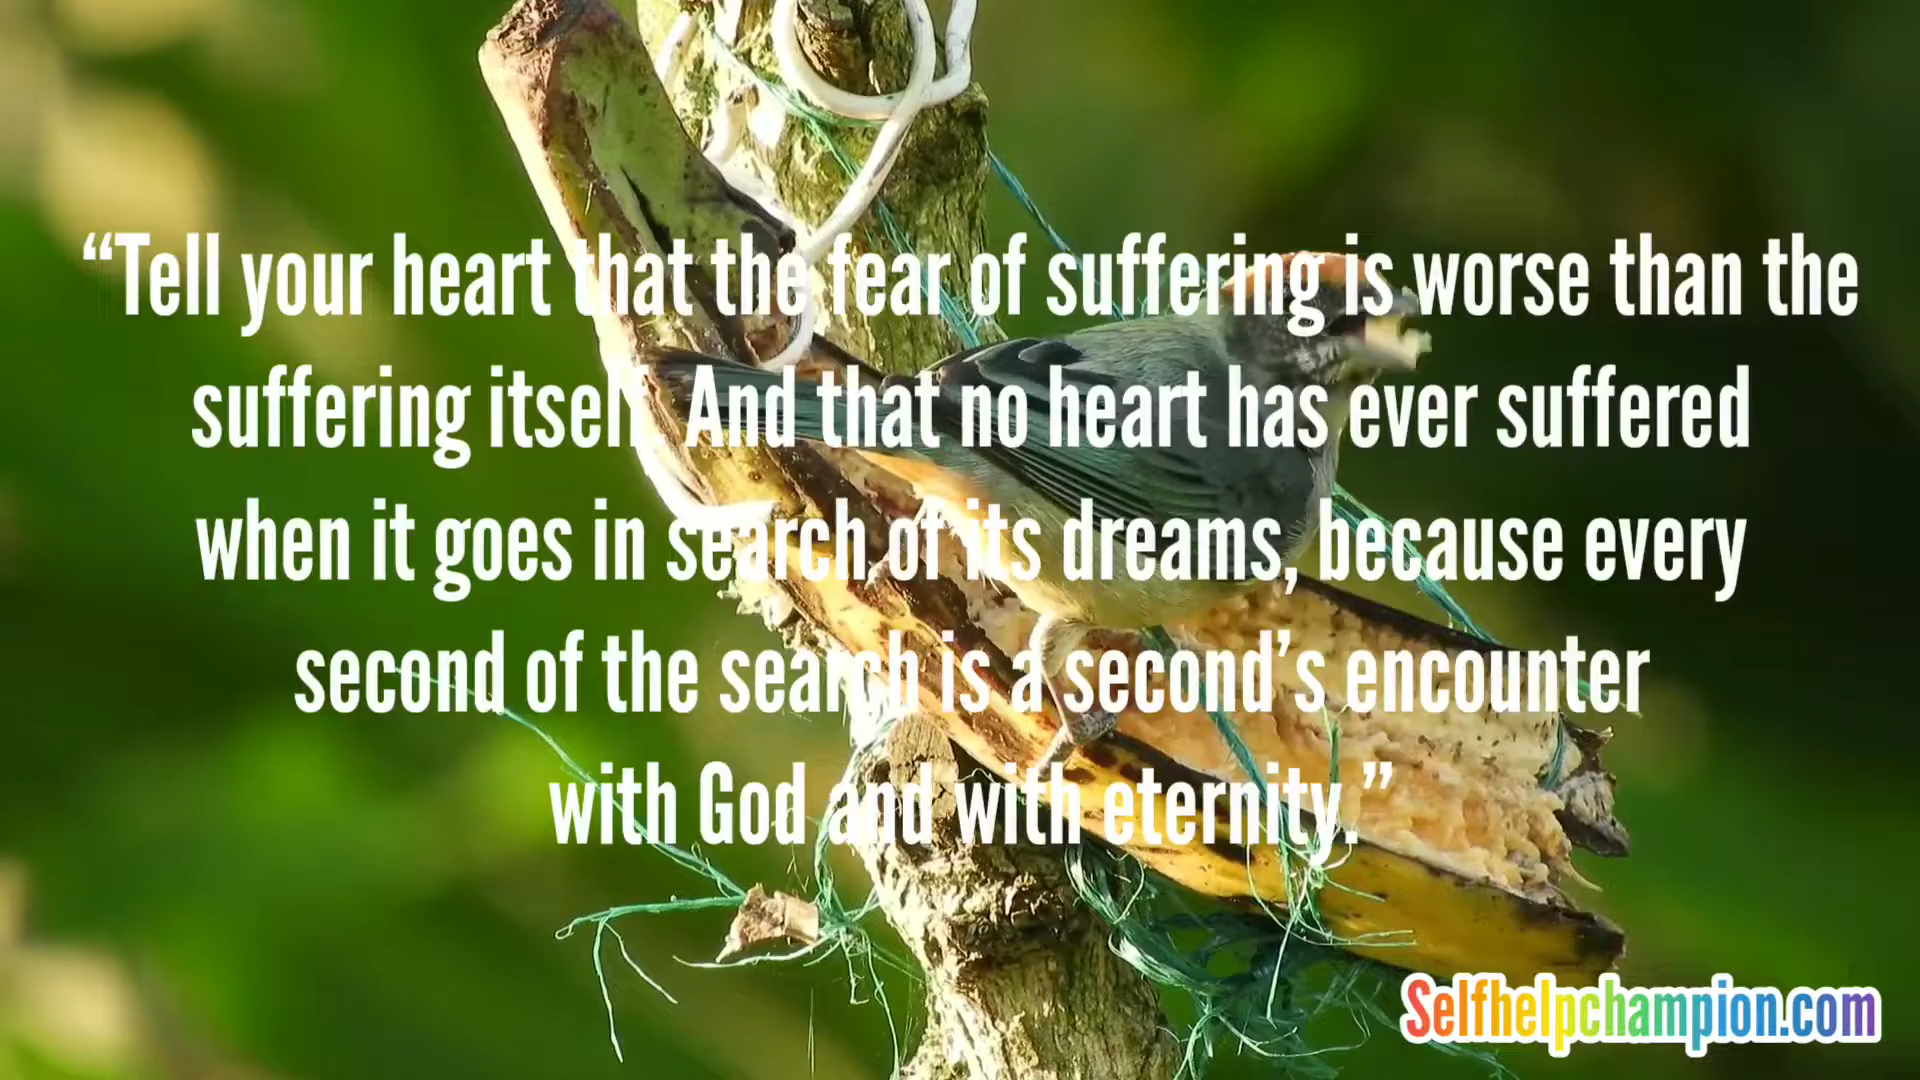 “Tell your heart that the fear of suffering is worse than the
suffering itself. And that no heart has ever suffered
when it goes in search of its dreams, because every
second of the search is a second’s encounter
with God and with eternity.”
Selfhelpchampion.com